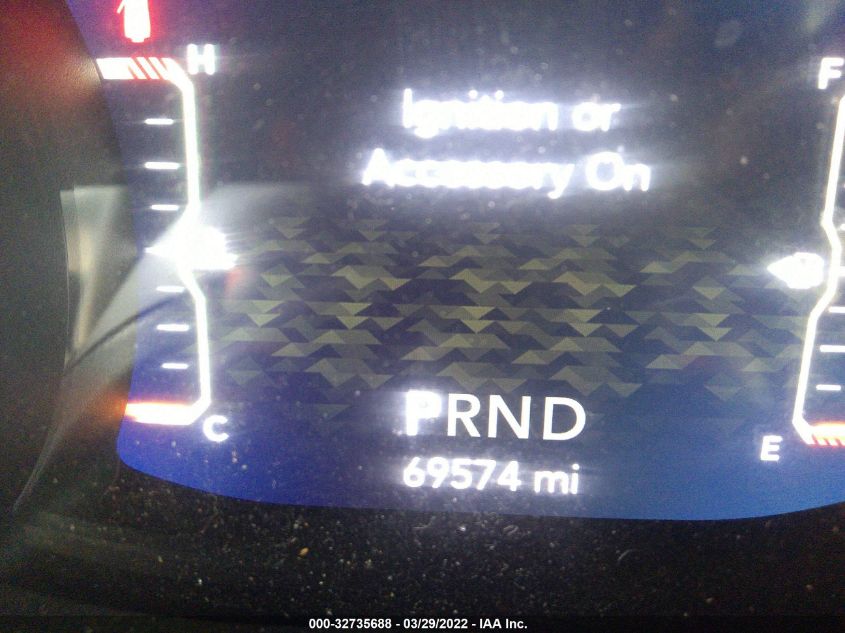 H
F
Ignition or
Accessory On
PRND
C
E
69574 mi
000-32735688 - 03/29/2022 - IAA Inc.